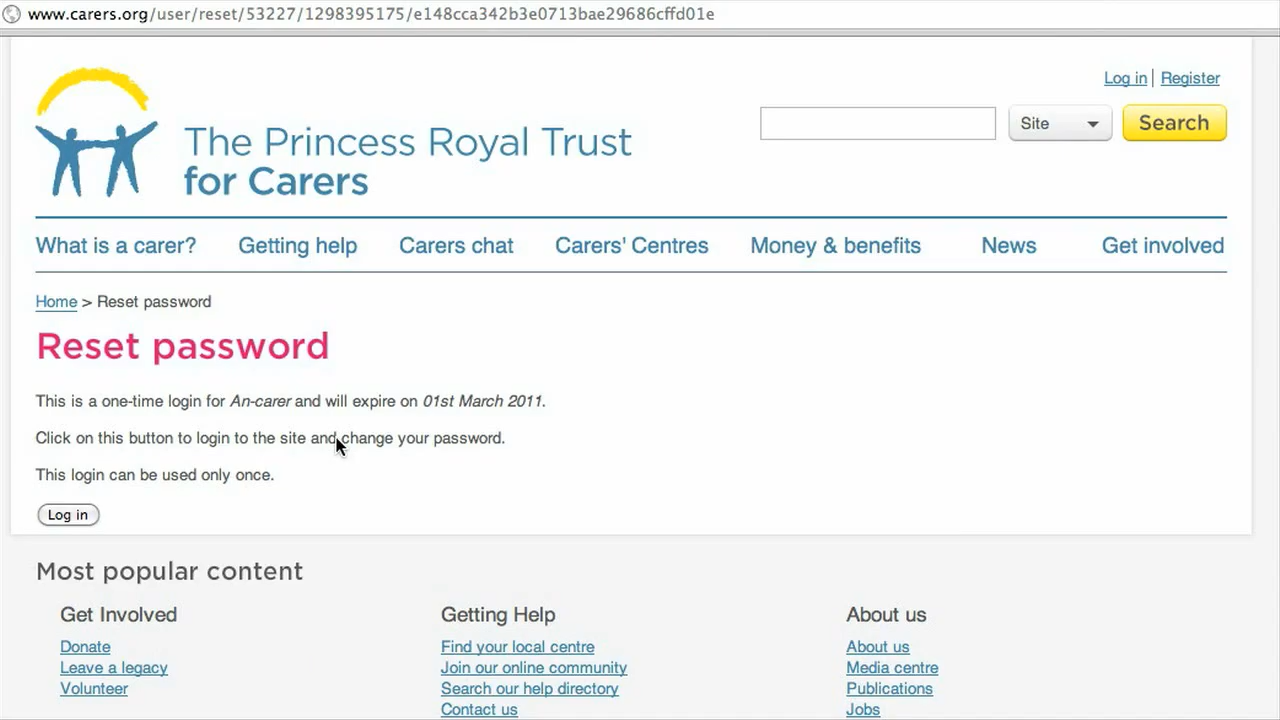 www.carers.org/user/reset/53227/1298395175/e148cca342b3e0713bae29686cffd01e
Log in | Register
The Princess Royal Trust
for Carers
Site
Search
What is a carer? Getting help Carers chat Carers' Centres Money & benefits News Get involved
Home > Reset password
Reset password
This is a one-time login for An-carer and will expire on 01st March 2011.
Click on this button to login to the site and change your password.
This login can be used only once.
Log in
Most popular content
Get Involved
Donate
Leave a legacy
Volunteer
Getting Help
Find your local centre
Join our online community
Search our help directory
Contact us
About us
About us
Media centre
Publications
Jobs